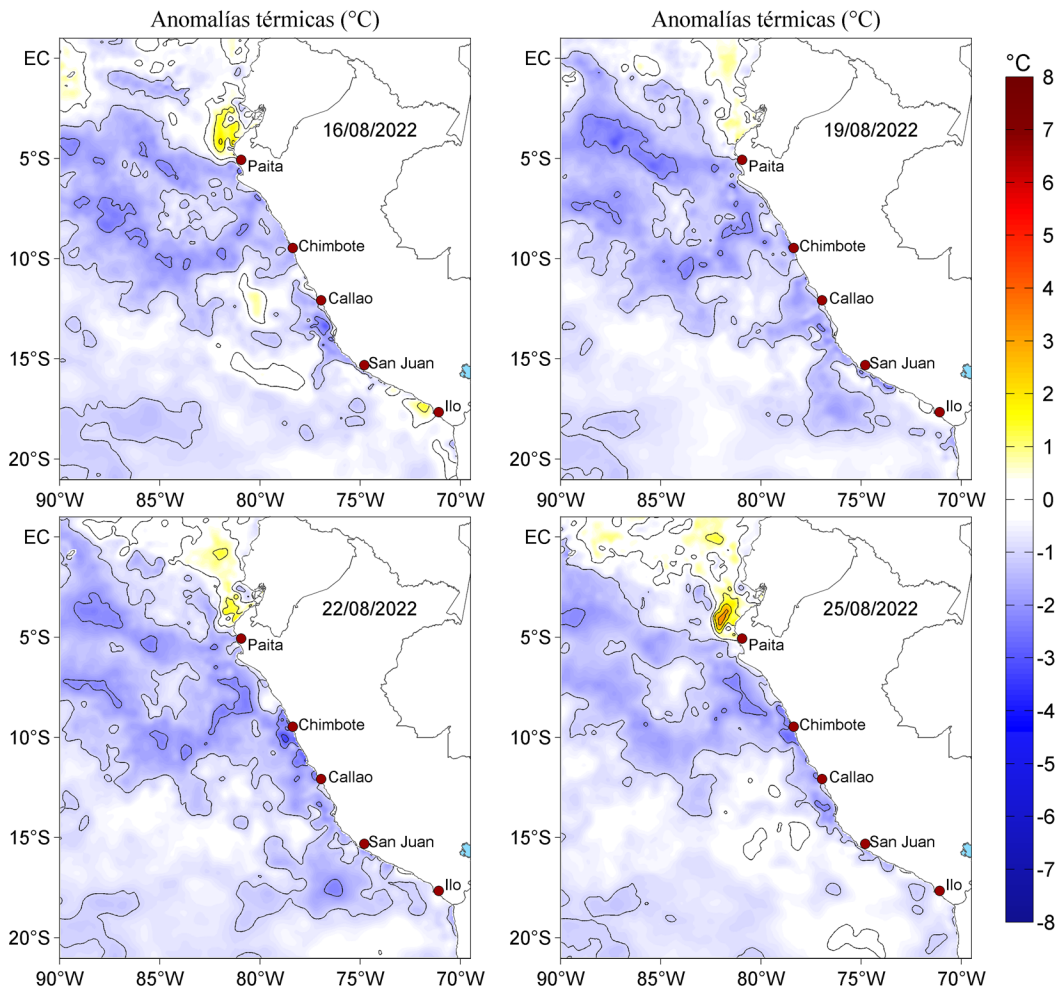 Anomalías térmicas (°C)
Anomalías térmicas (°C)
EC
5°S
10°S
15°S
20°S
90°W
85°W
80°W
75°W
70°W
16/08/2022
Paita
Chimbote
Callao
San Juan
Ilo
EC
5°S
10°S
15°S
20°S
90°W
85°W
80°W
75°W
70°W
19/08/2022
Paita
Chimbote
Callao
San Juan
Ilo
EC
5°S
10°S
15°S
20°S
90°W
85°W
80°W
75°W
70°W
22/08/2022
Paita
Chimbote
Callao
San Juan
Ilo
EC
5°S
10°S
15°S
20°S
90°W
85°W
80°W
75°W
70°W
25/08/2022
Paita
Chimbote
Callao
San Juan
Ilo
°C
8
7
6
5
4
3
2
1
0
-1
-2
-3
-4
-5
-6
-7
-8